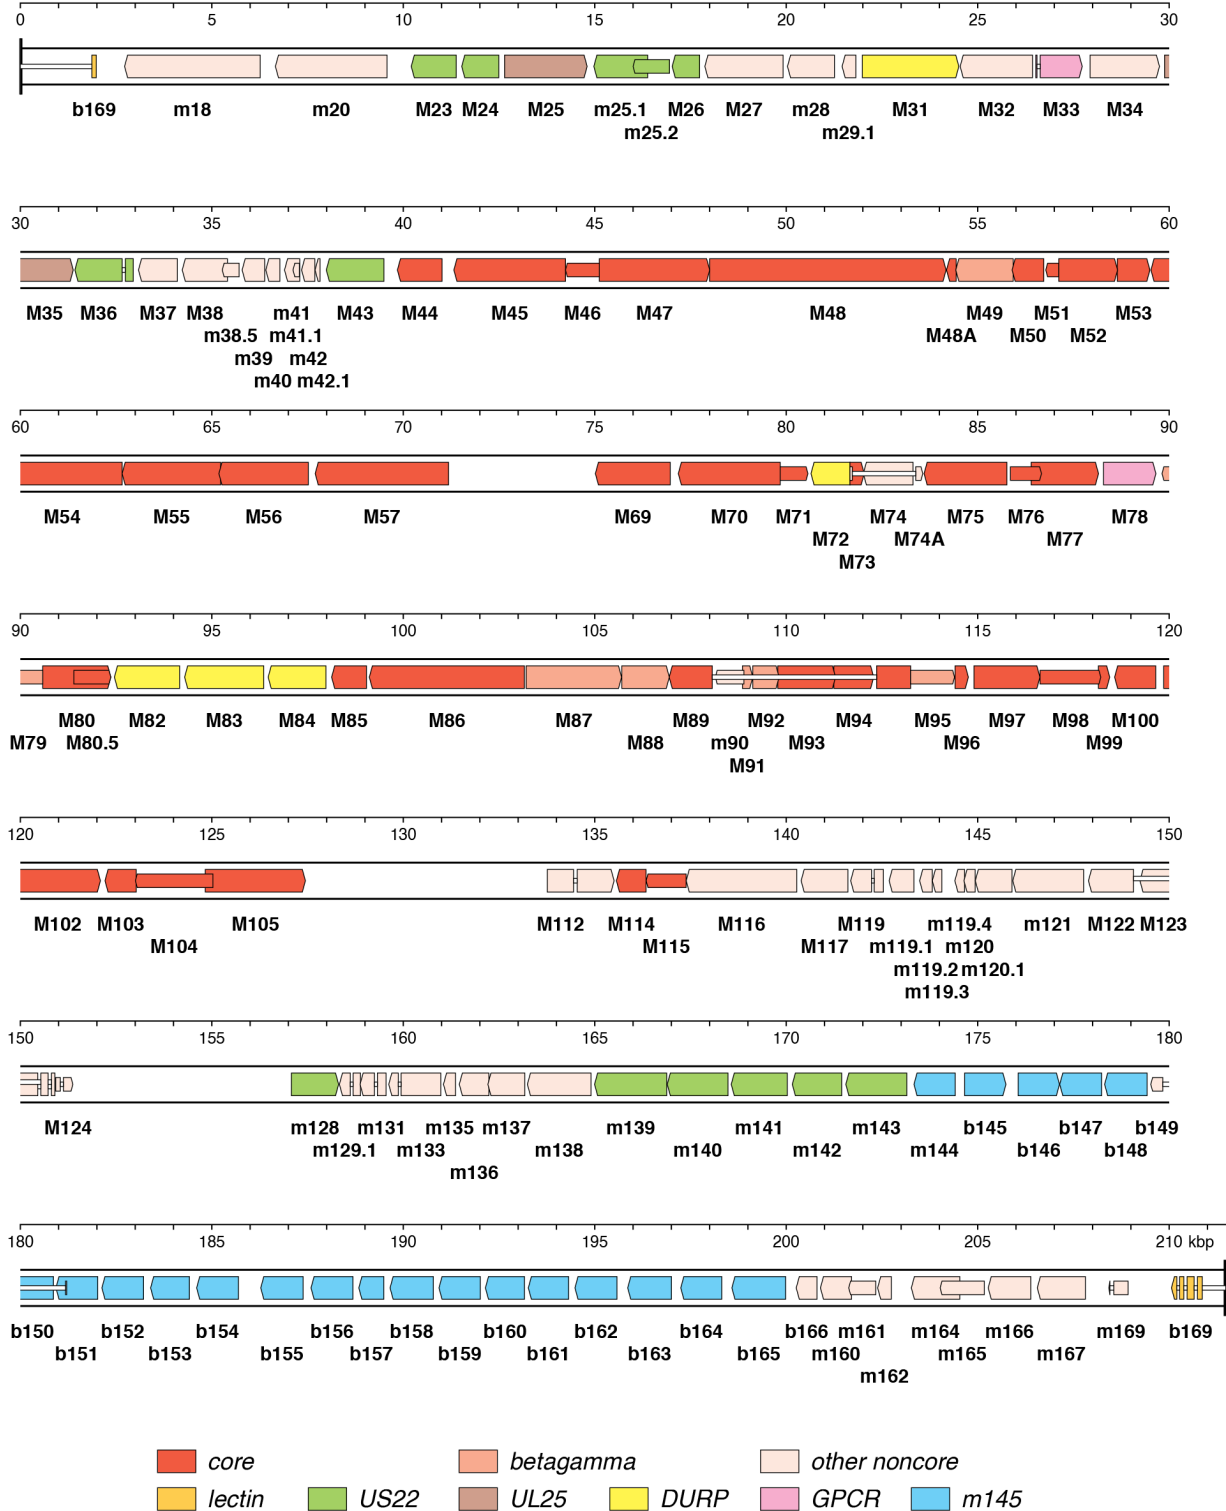 0 5 10 15 20 25 30
b169 m18 m20 M23 M24 M25 m25.1 M26 M27 m28 M31 M32 M33 M34
m25.2 m29.1
30 35 40 45 50 55 60
M35 M36 M37 M38 m41 M43 M44 M45 M46 M47 M48 M49 M51 M53
m38.5 m41.1 M48A M50 M52
m39 m42
m40 m42.1
60 65 70 75 80 85 90
M54 M55 M56 M57 M69 M70 M71 M74 M75 M76 M78
M72 M74A M77
M73
90 95 100 105 110 115 120
M80 M82 M83 M84 M85 M86 M87 M89 M92 M94 M95 M97 M98 M100
M79 M80.5 M88 m90 M93 M96 M99
M91
120 125 130 135 140 145 150
M102 M103 M105 M112 M114 M116 M119 m119.4 m121 M122 M123
M104 M115 M117 m119.1 m120
m119.2 m120.1
m119.3
150 155 160 165 170 175 180
M124 m128 m131 m135 m137 m139 m141 m143 b145 b147 b149
m129.1 m133 m138 m140 m142 m144 b146 b148
m136
180 185 190 195 200 205 210 kbp
b150 b152 b154 b156 b158 b160 b162 b164 b166 m161 m164 m166 m169 b169
b151 b153 b155 b157 b159 b161 b163 b165 m160 m165 m167
m162
core betagamma other noncore
lectin US22 UL25 DURP GPCR m145